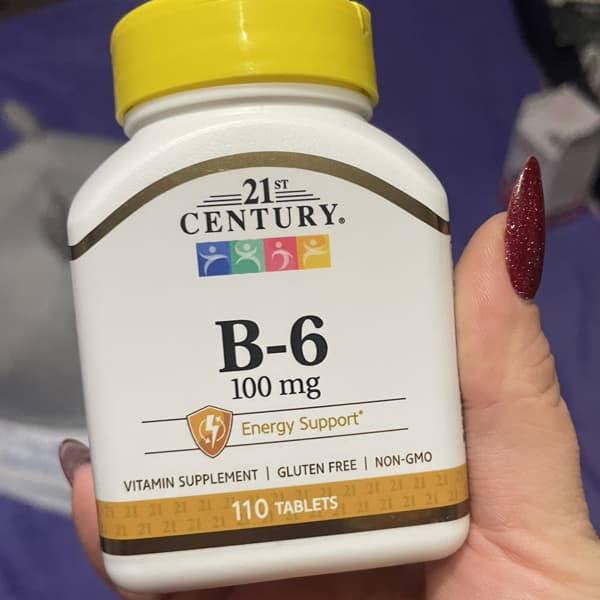 21ST
CENTURY®
B-6
100 mg
Energy Support*
VITAMIN SUPPLEMENT | GLUTEN FREE | NON-GMO
110 TABLETS